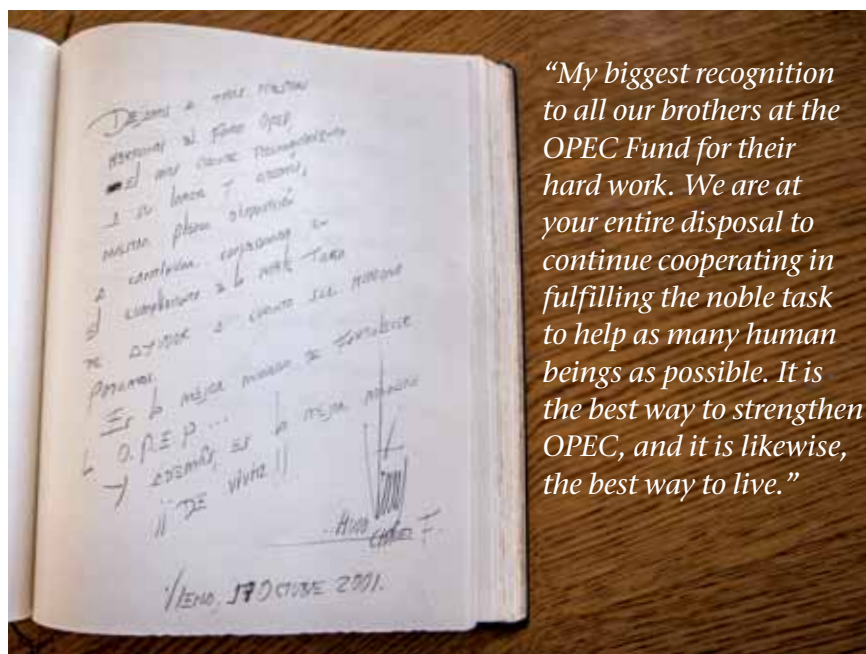 nuestros
hermanos del Fondo OPEP,
el mas grande reconocimiento
a su labor y además,
nuestra plena disposición
a continuar cooperando en
el cumplimiento de la noble tarea
de ayudar a cuanto ser humano
podamos.
Es la mejor manera de fortalecer
la O.P.E.P...
y además, es la mejor manera
¡¡ DE vivir !!
Hugo
Chávez F.
Viena, 17 Octubre 2001.
“My biggest recognition
to all our brothers at the
OPEC Fund for their
hard work. We are at
your entire disposal to
continue cooperating in
fulfilling the noble task
to help as many human
beings as possible. It is
the best way to strengthen
OPEC, and it is likewise,
the best way to live.”